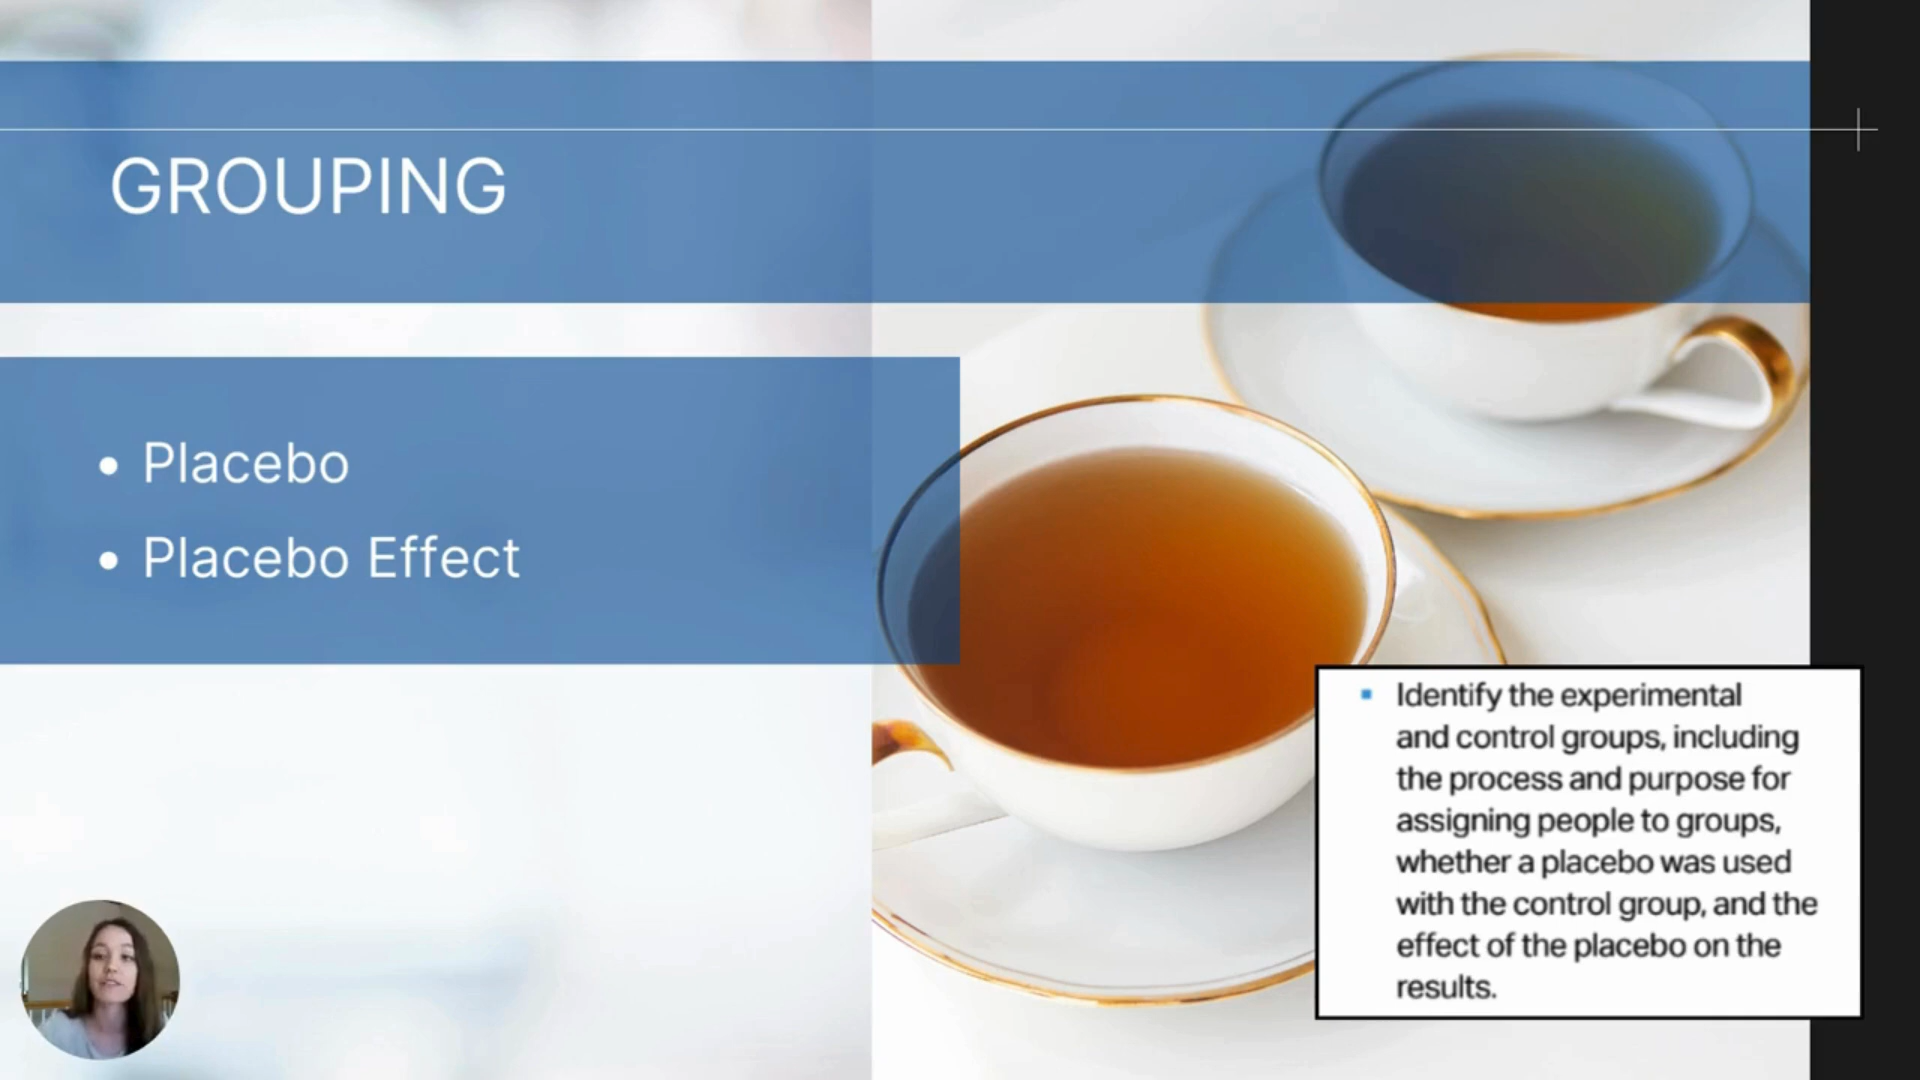 GROUPING
• Placebo
• Placebo Effect
▪ Identify the experimental
and control groups, including
the process and purpose for
assigning people to groups,
whether a placebo was used
with the control group, and the
effect of the placebo on the
results.